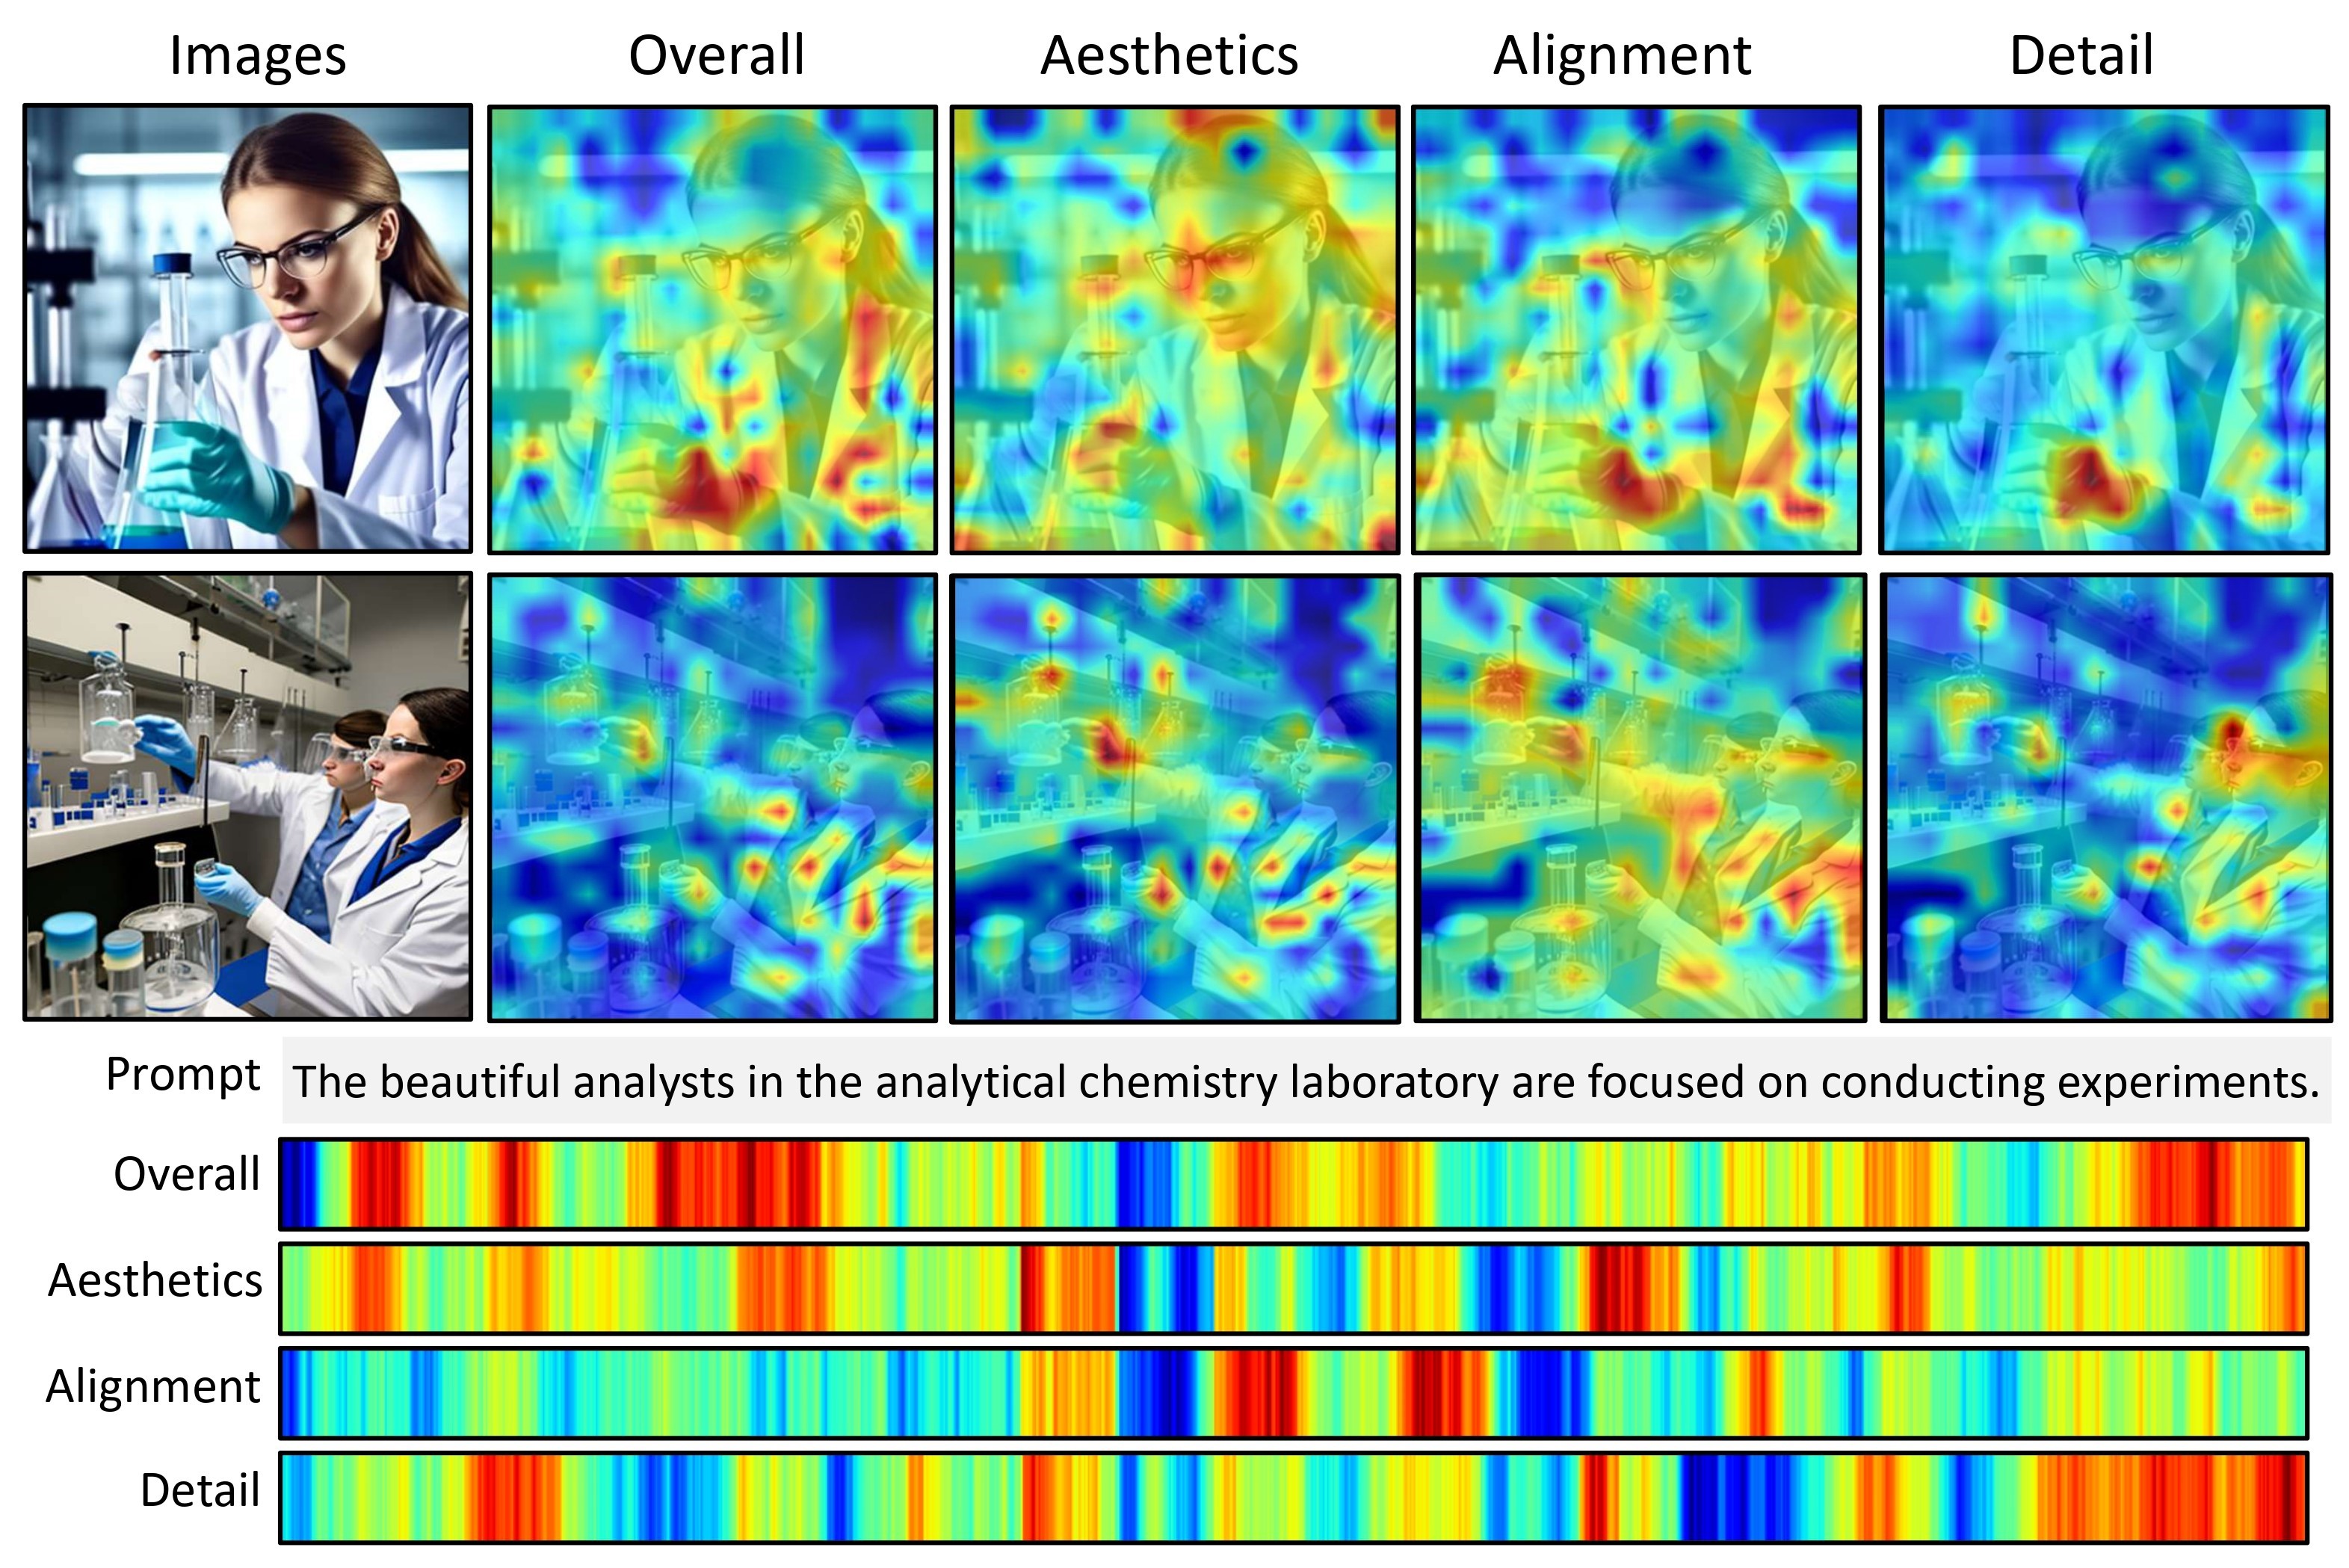 Images Overall Aesthetics Alignment Detail
Prompt The beautiful analysts in the analytical chemistry laboratory are focused on conducting experiments.
Overall
Aesthetics
Alignment
Detail